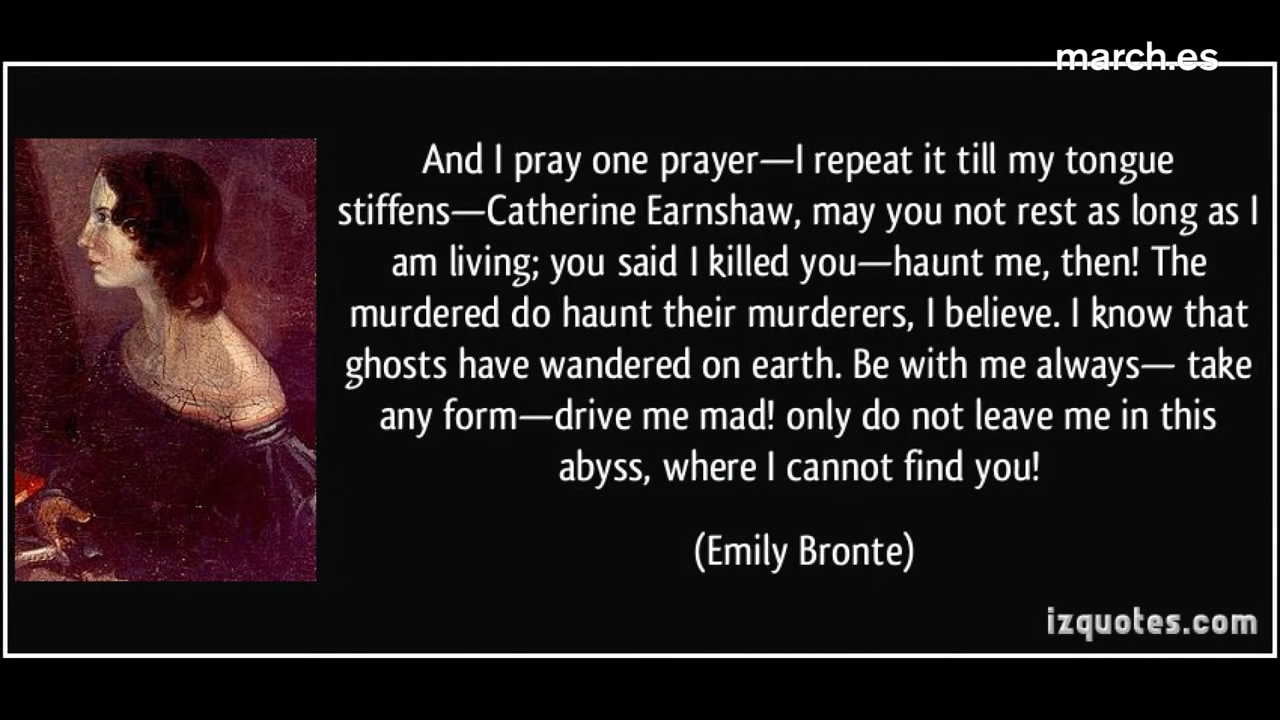 march.es
And I pray one prayer—I repeat it till my tongue
stiffens—Catherine Earnshaw, may you not rest as long as I
am living; you said I killed you—haunt me, then! The
murdered do haunt their murderers, I believe. I know that
ghosts have wandered on earth. Be with me always— take
any form—drive me mad! only do not leave me in this
abyss, where I cannot find you!
(Emily Bronte)
izquotes.com